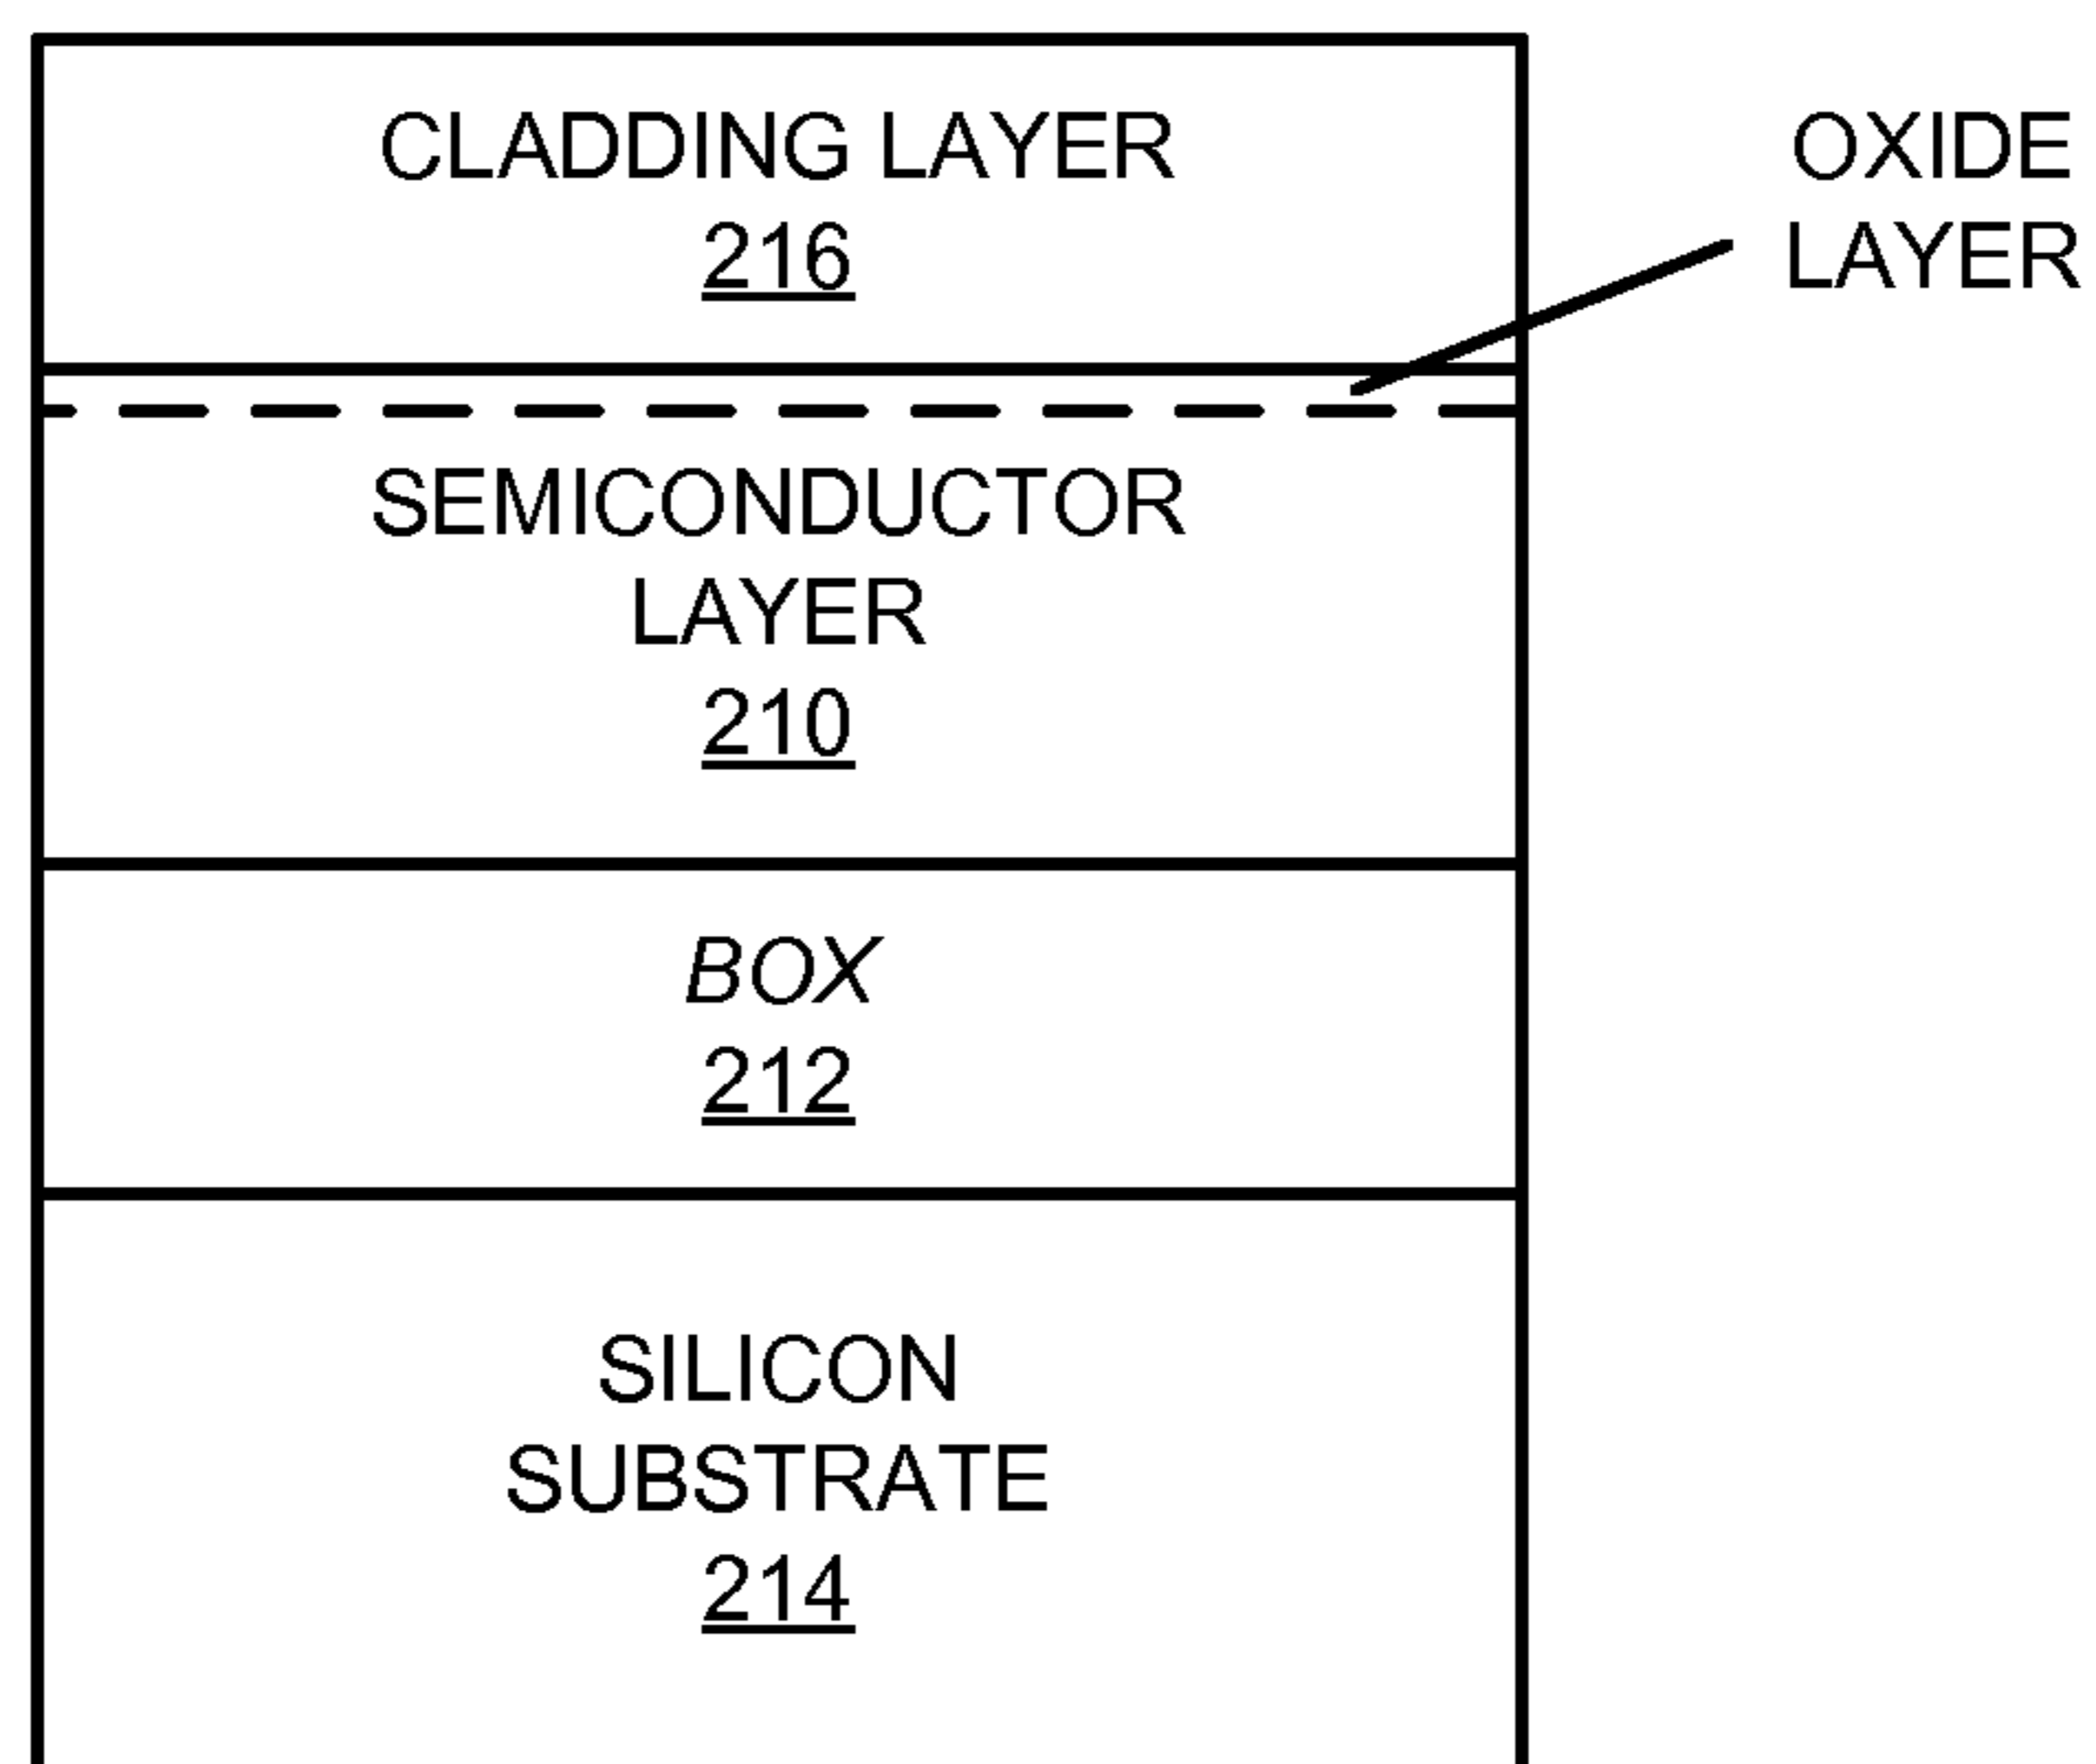 CLADDING LAYER
216
OXIDE
LAYER
SEMICONDUCTOR
LAYER
210
BOX
212
SILICON
SUBSTRATE
214